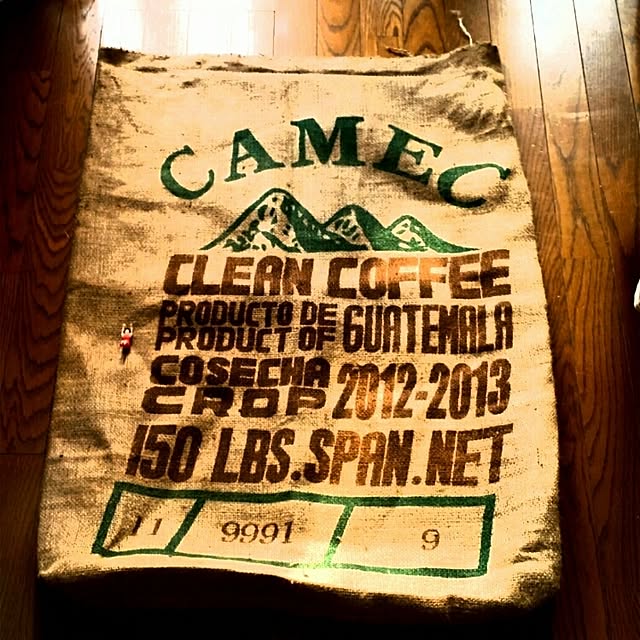 CAMEC
CLEAN COFFEE
PRODUCTO DE
PRODUCT OF GUATEMALA
COSECHA
CROP 2012-2013
150 LBS.SPAN.NET
11 9991 9